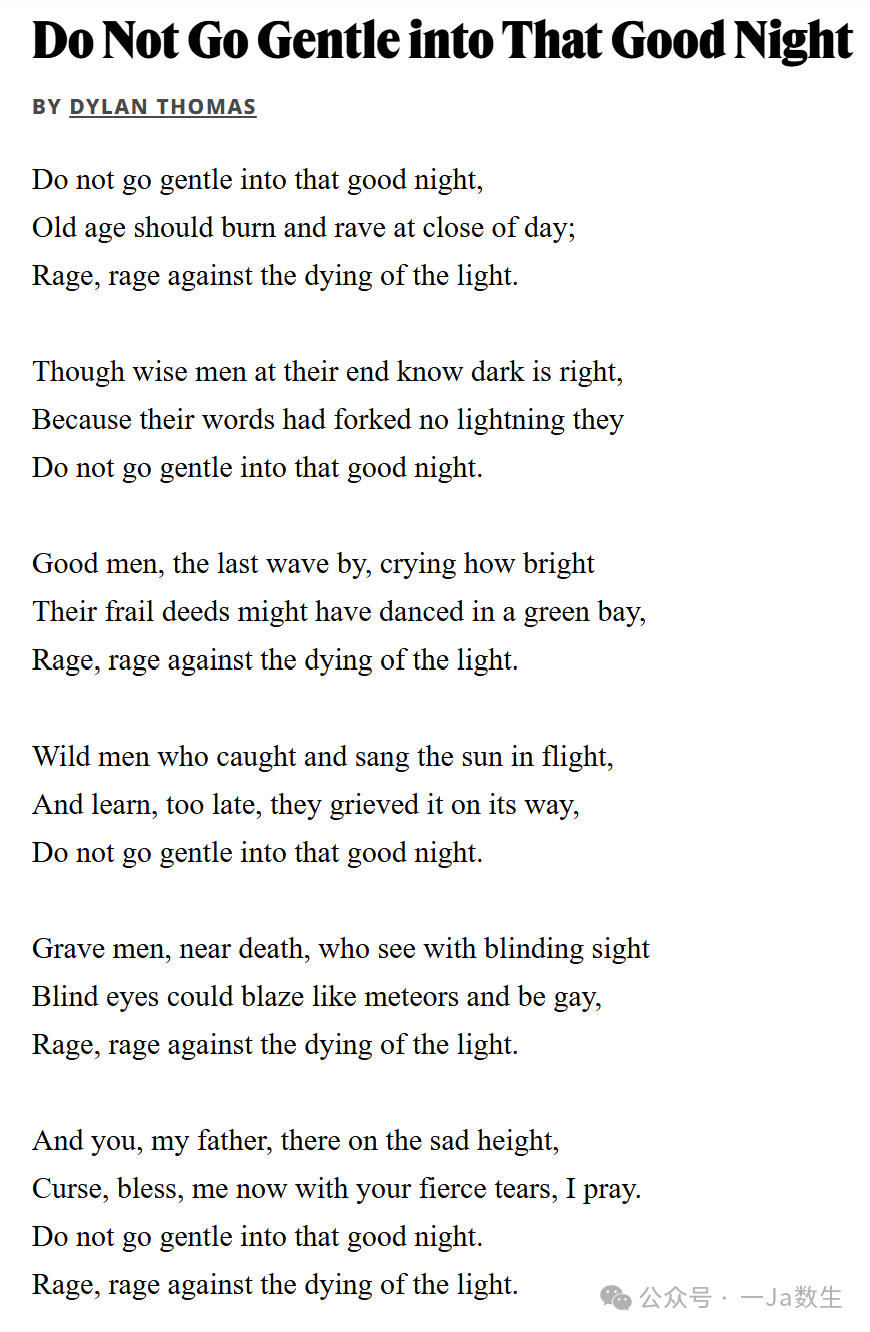 Do Not Go Gentle into That Good Night
BY DYLAN THOMAS
Do not go gentle into that good night,
Old age should burn and rave at close of day;
Rage, rage against the dying of the light.
Though wise men at their end know dark is right,
Because their words had forked no lightning they
Do not go gentle into that good night.
Good men, the last wave by, crying how bright
Their frail deeds might have danced in a green bay,
Rage, rage against the dying of the light.
Wild men who caught and sang the sun in flight,
And learn, too late, they grieved it on its way,
Do not go gentle into that good night.
Grave men, near death, who see with blinding sight
Blind eyes could blaze like meteors and be gay,
Rage, rage against the dying of the light.
And you, my father, there on the sad height,
Curse, bless, me now with your fierce tears, I pray.
Do not go gentle into that good night.
Rage, rage against the dying of the light.
公众号 · 一Ja数生